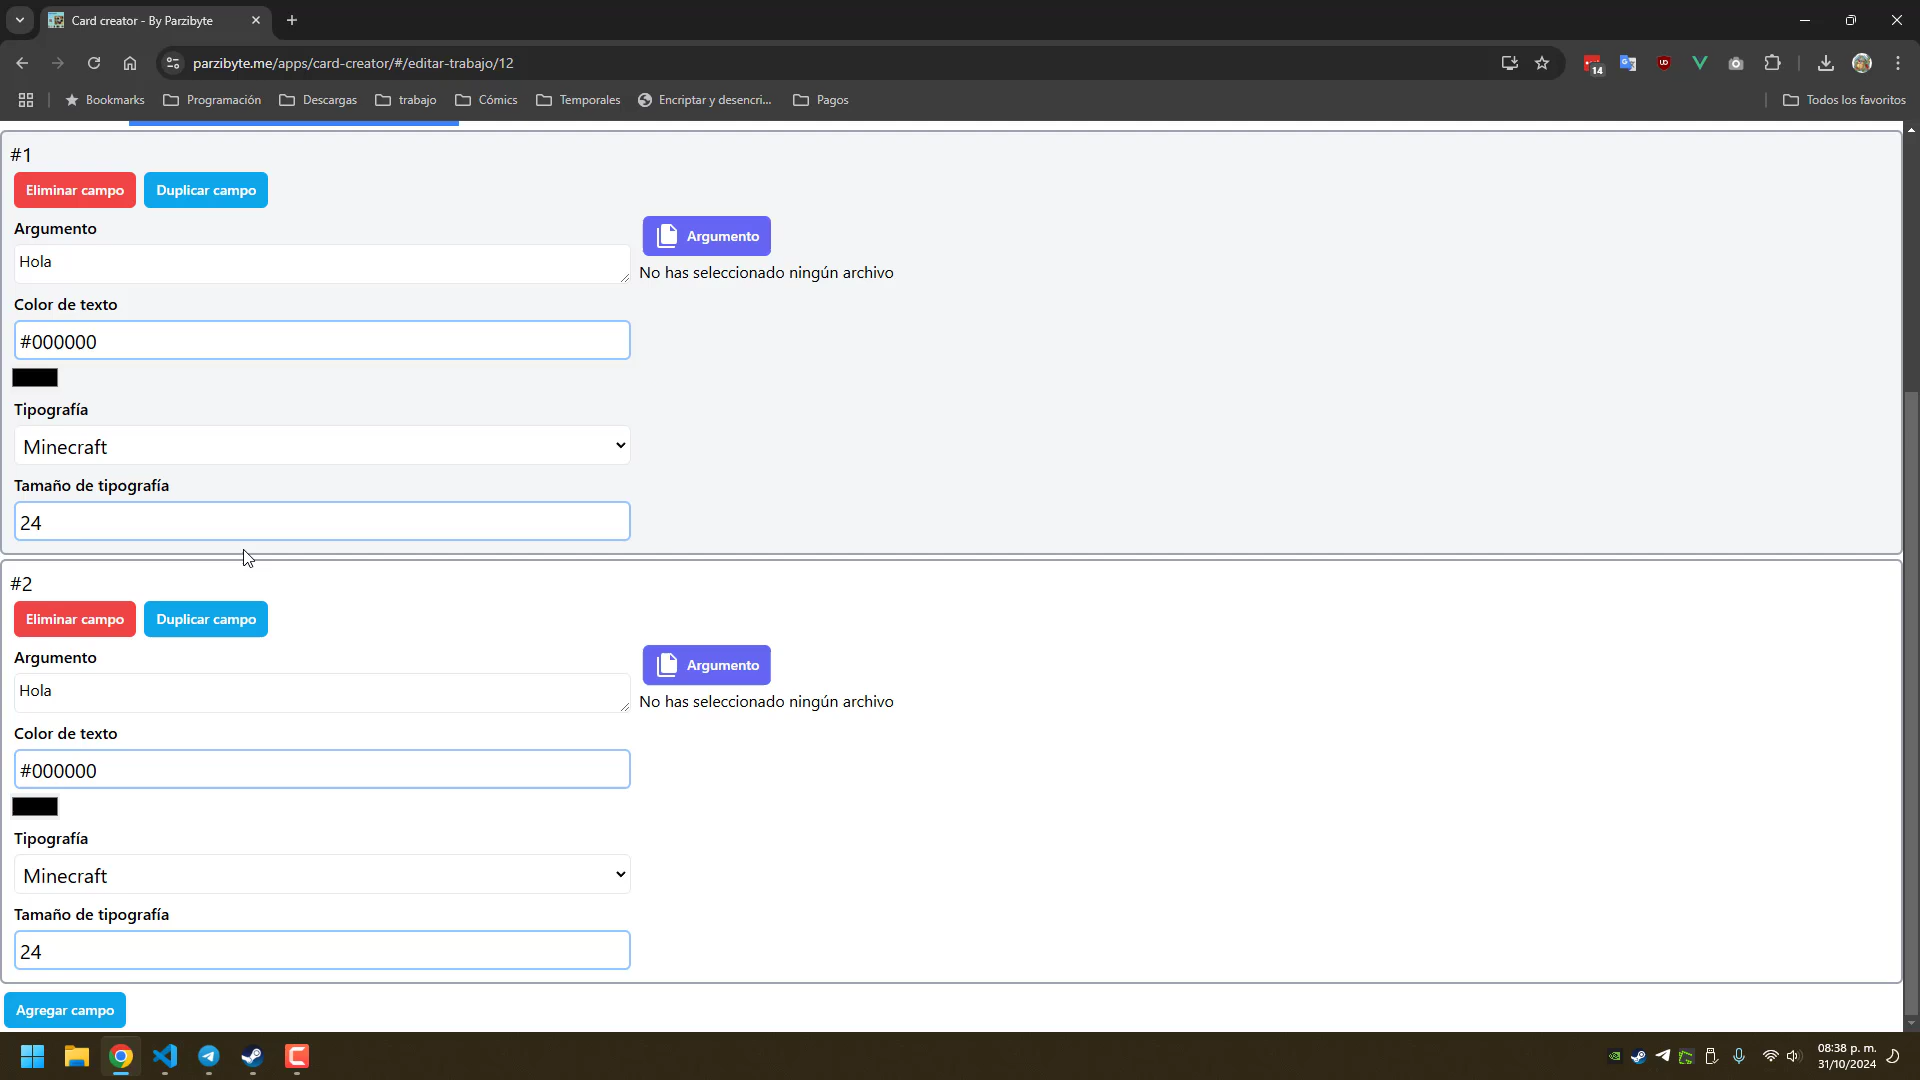 Card creator - By Parzibyte
parzibyte.me/apps/card-creator/#/editar-trabajo/12
14
Bookmarks
Programación
Descargas
trabajo
Cómics
Temporales
Encriptar y desencri...
Pagos
Todos los favoritos
#1
Eliminar campo
Duplicar campo
Argumento
Argumento
Hola
No has seleccionado ningún archivo
Color de texto
#000000
Tipografía
Minecraft
Tamaño de tipografía
24
#2
Eliminar campo
Duplicar campo
Argumento
Argumento
Hola
No has seleccionado ningún archivo
Color de texto
#000000
Tipografía
Minecraft
Tamaño de tipografía
24
Agregar campo
08:38 p. m.
31/10/2024